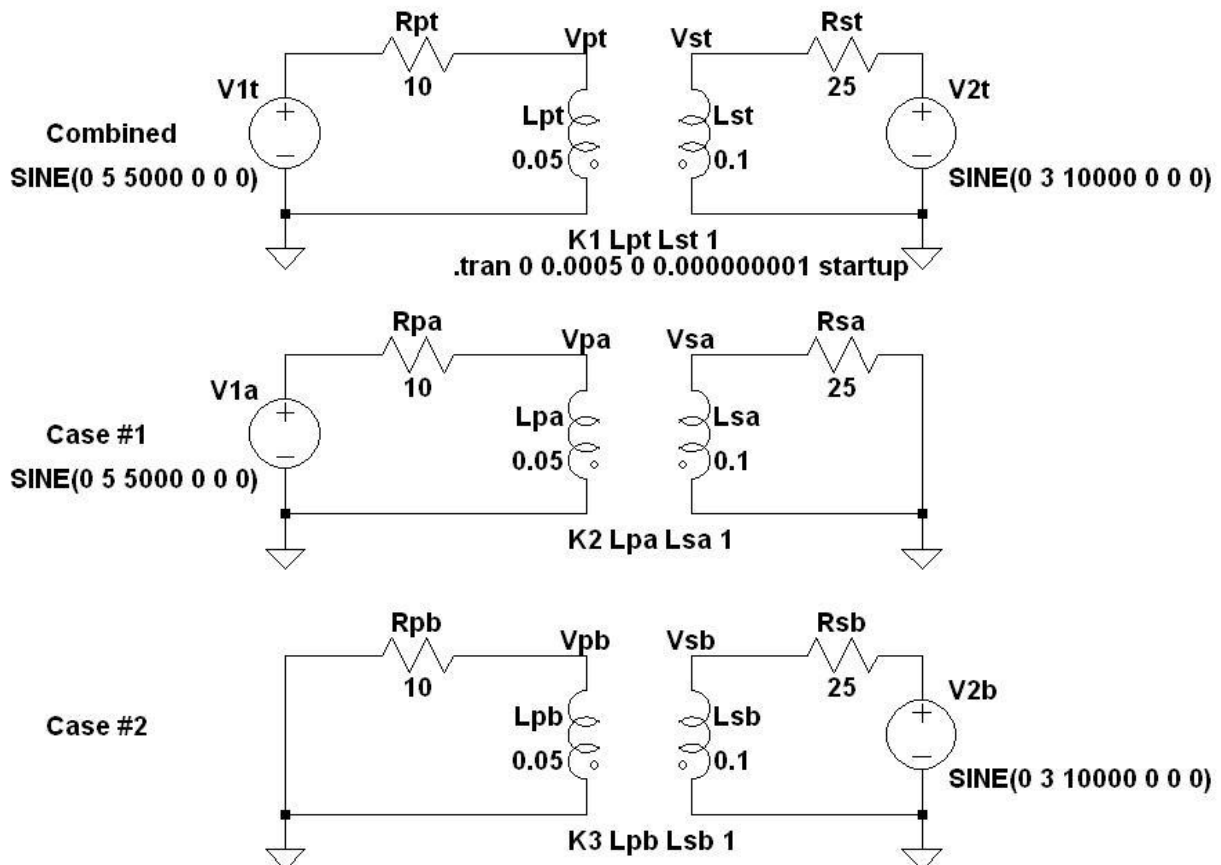 Rpt
Vpt
Vst
Rst
10
25
V1t
V2t
Lpt
Lst
Combined
0.05
0.1
SINE(0 5 5000 0 0 0)
SINE(0 3 10000 0 0 0)
K1 Lpt Lst 1
.tran 0 0.0005 0 0.000000001 startup
Rpa
Vpa
Vsa
Rsa
10
25
V1a
Lpa
Lsa
Case #1
0.05
0.1
SINE(0 5 5000 0 0 0)
K2 Lpa Lsa 1
Rpb
Vpb
Vsb
Rsb
10
25
V2b
Lpb
Lsb
Case #2
0.05
0.1
SINE(0 3 10000 0 0 0)
K3 Lpb Lsb 1